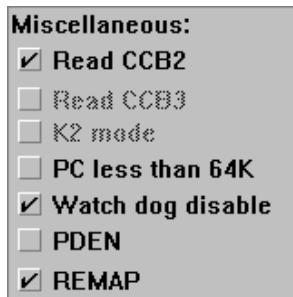 Miscellaneous:
Read CCB2
Read CCB3
K2 mode
PC less than 64K
Watch dog disable
PDEN
REMAP